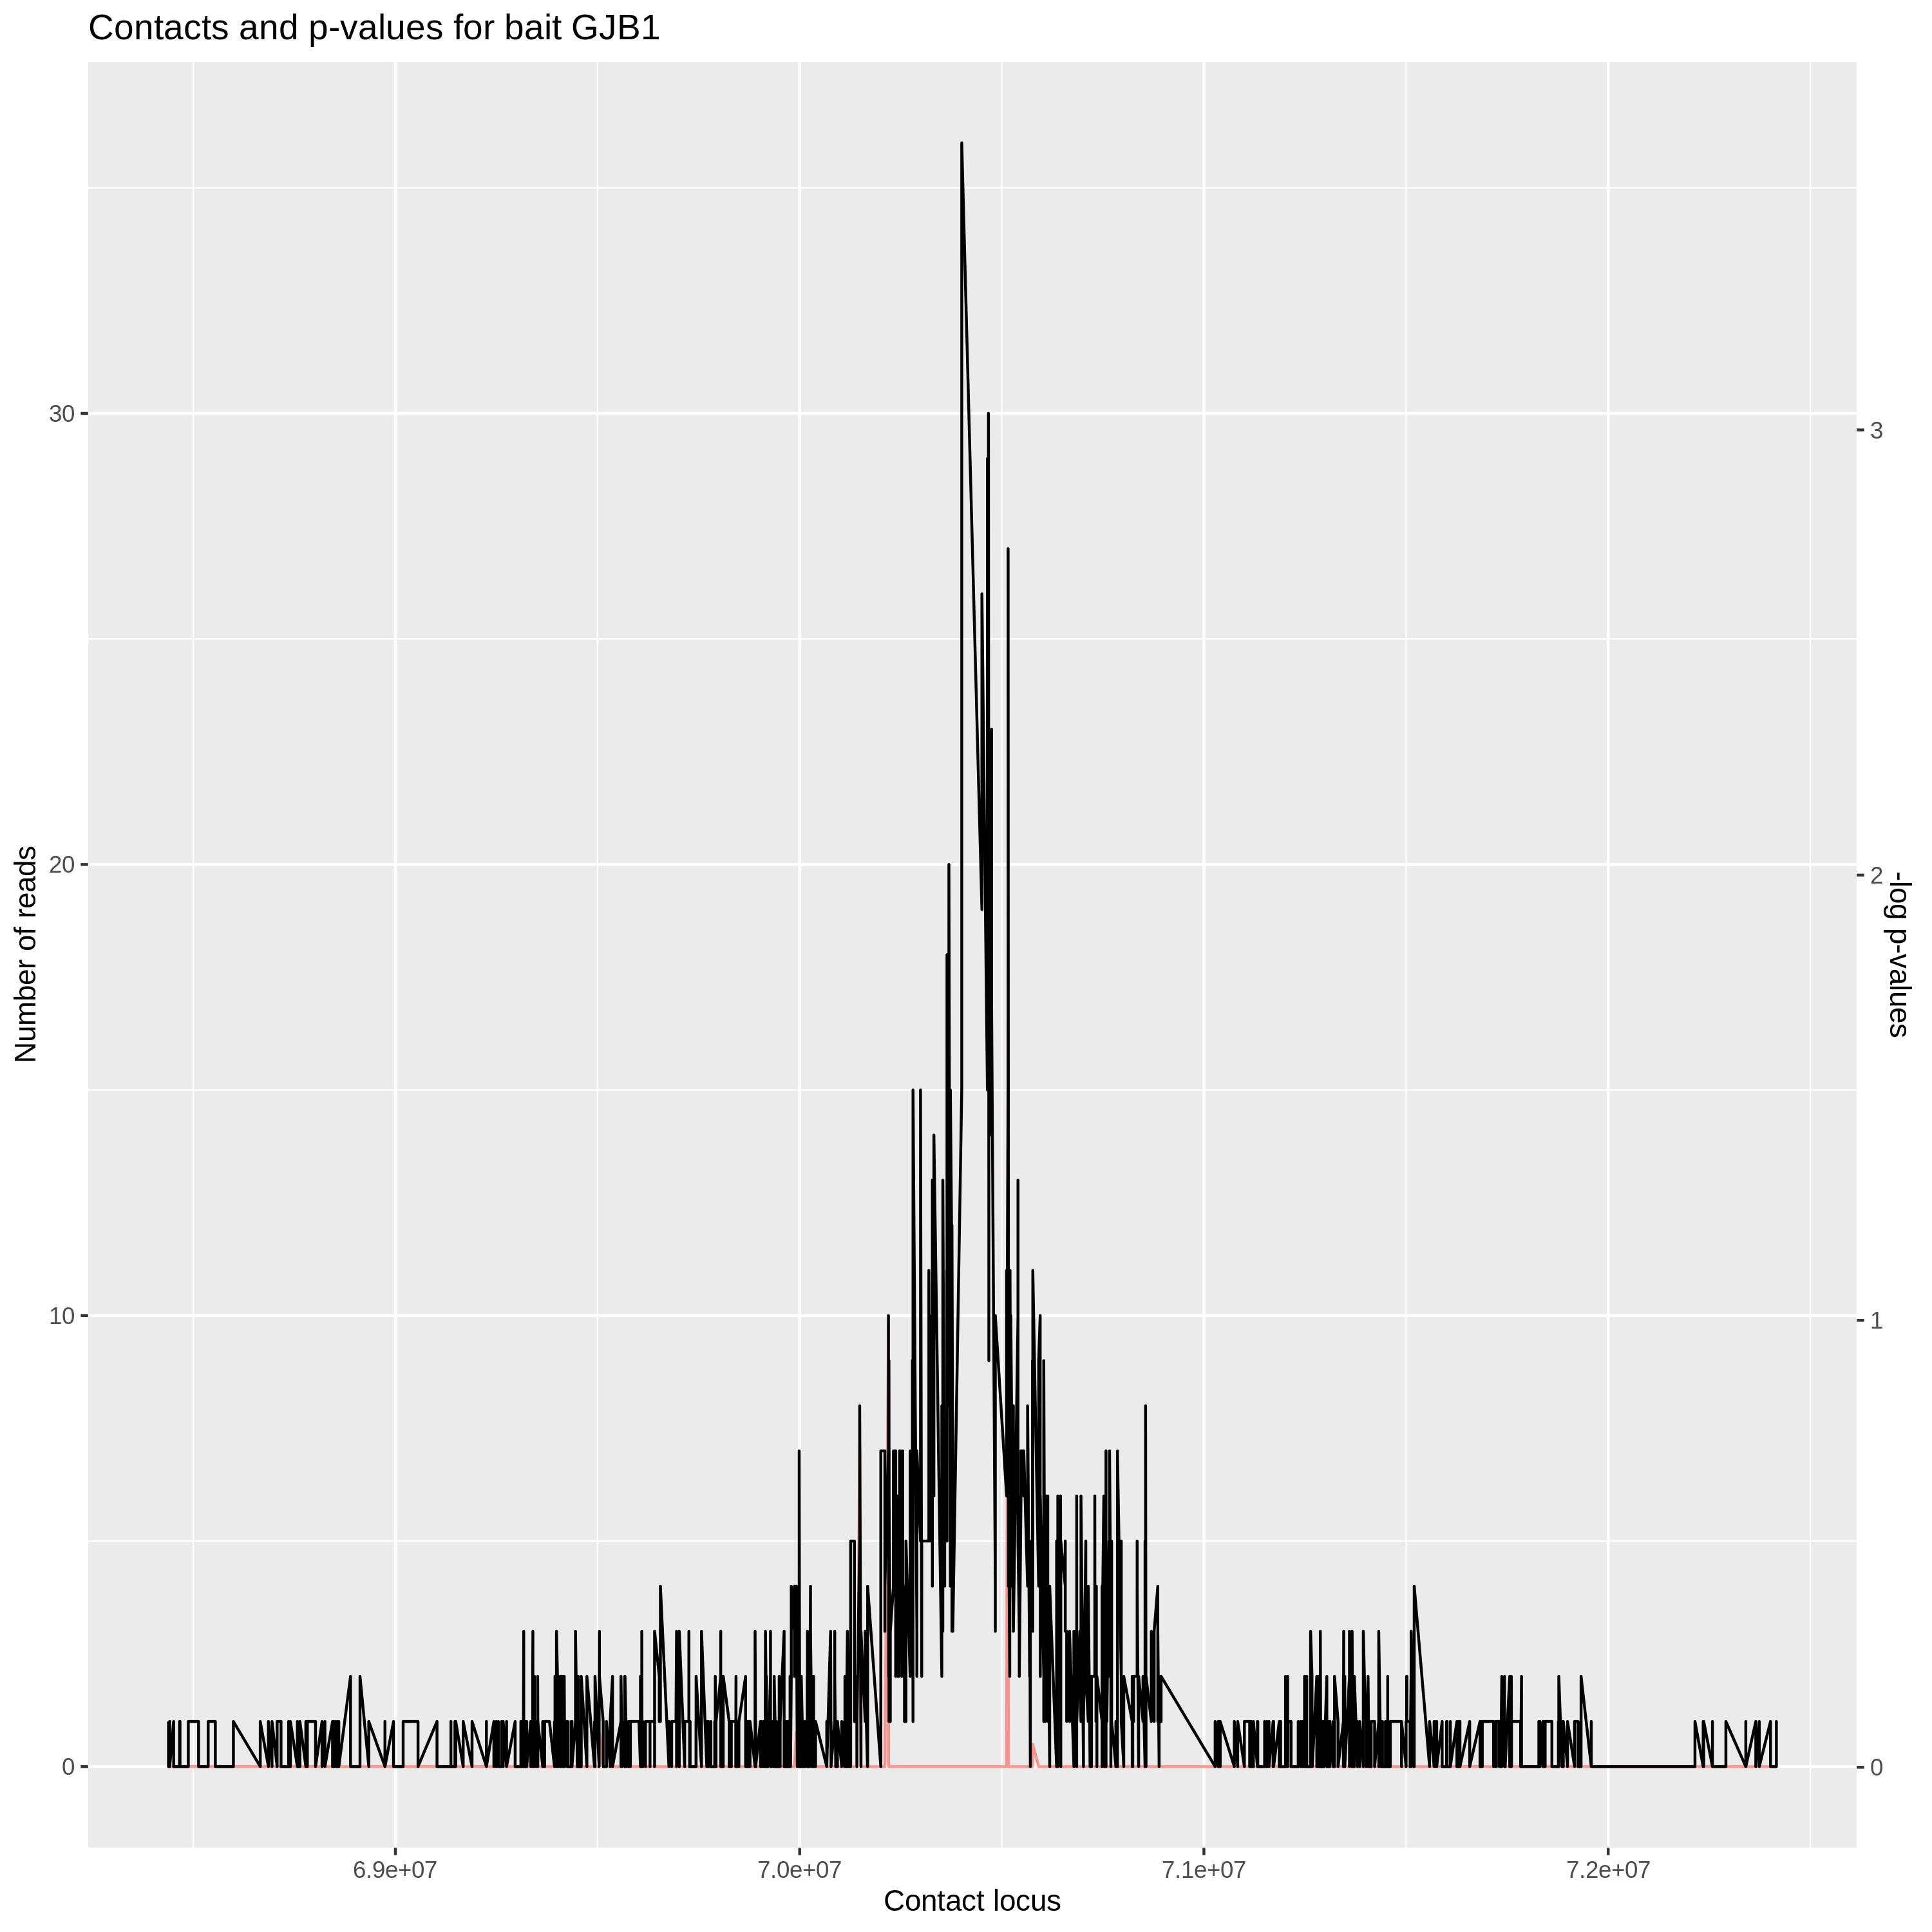 Contacts and p-values for bait GJB1
Number of reads
30
20
10
0
3
2
1
0
-log p-values
6.9e+07 7.0e+07 7.1e+07 7.2e+07
Contact locus